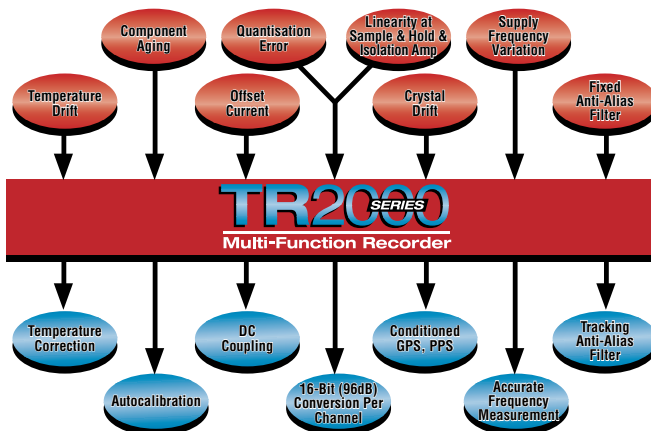 Component
Aging
Quantisation
Error
Linearity at
Sample & Hold &
Isolation Amp
Supply
Frequency
Variation
Temperature
Drift
Offset
Current
Crystal
Drift
Fixed
Anti-Alias
Filter
TR2000
SERIES
Multi-Function Recorder
Temperature
Correction
DC
Coupling
Conditioned
GPS, PPS
Tracking
Anti-Alias
Filter
Autocalibration
16-Bit (96dB)
Conversion Per
Channel
Accurate
Frequency
Measurement